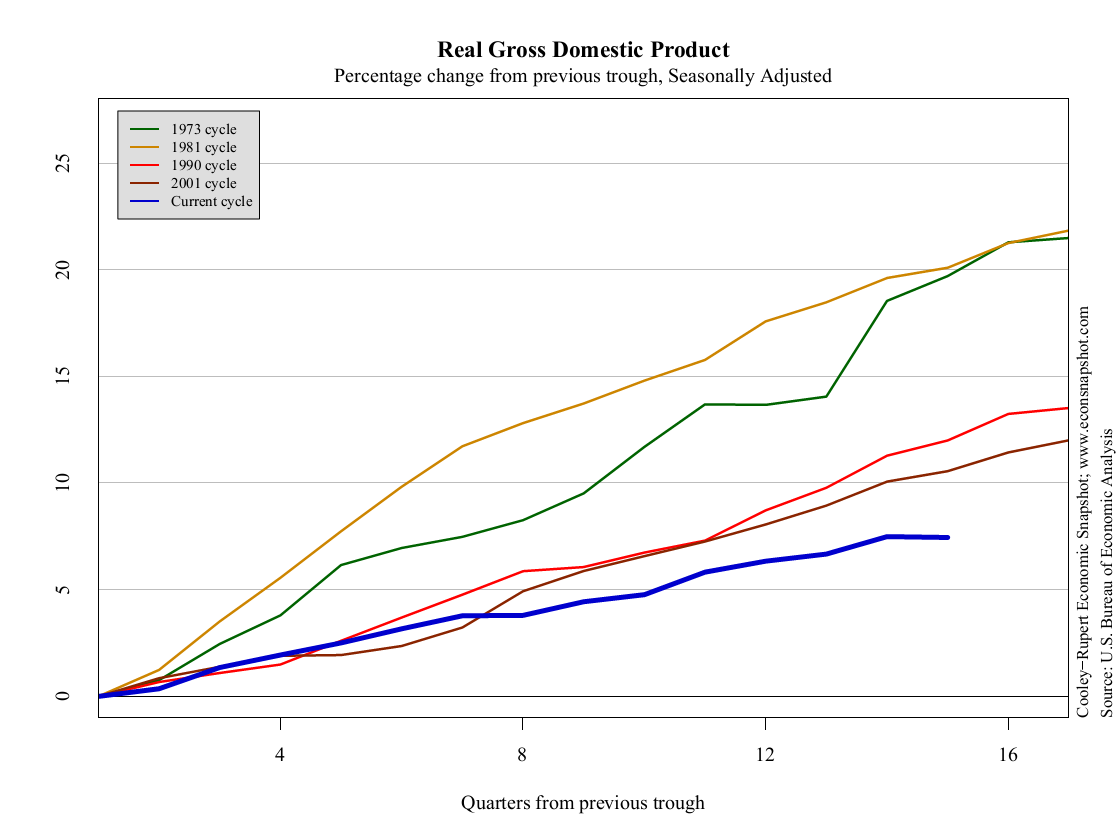 Real Gross Domestic Product
Percentage change from previous trough, Seasonally Adjusted
1973 cycle
1981 cycle
1990 cycle
2001 cycle
Current cycle
25
20
15
10
5
0
4
8
12
16
Quarters from previous trough
Cooley−Rupert Economic Snapshot; www.econsnapshot.com
Source: U.S. Bureau of Economic Analysis